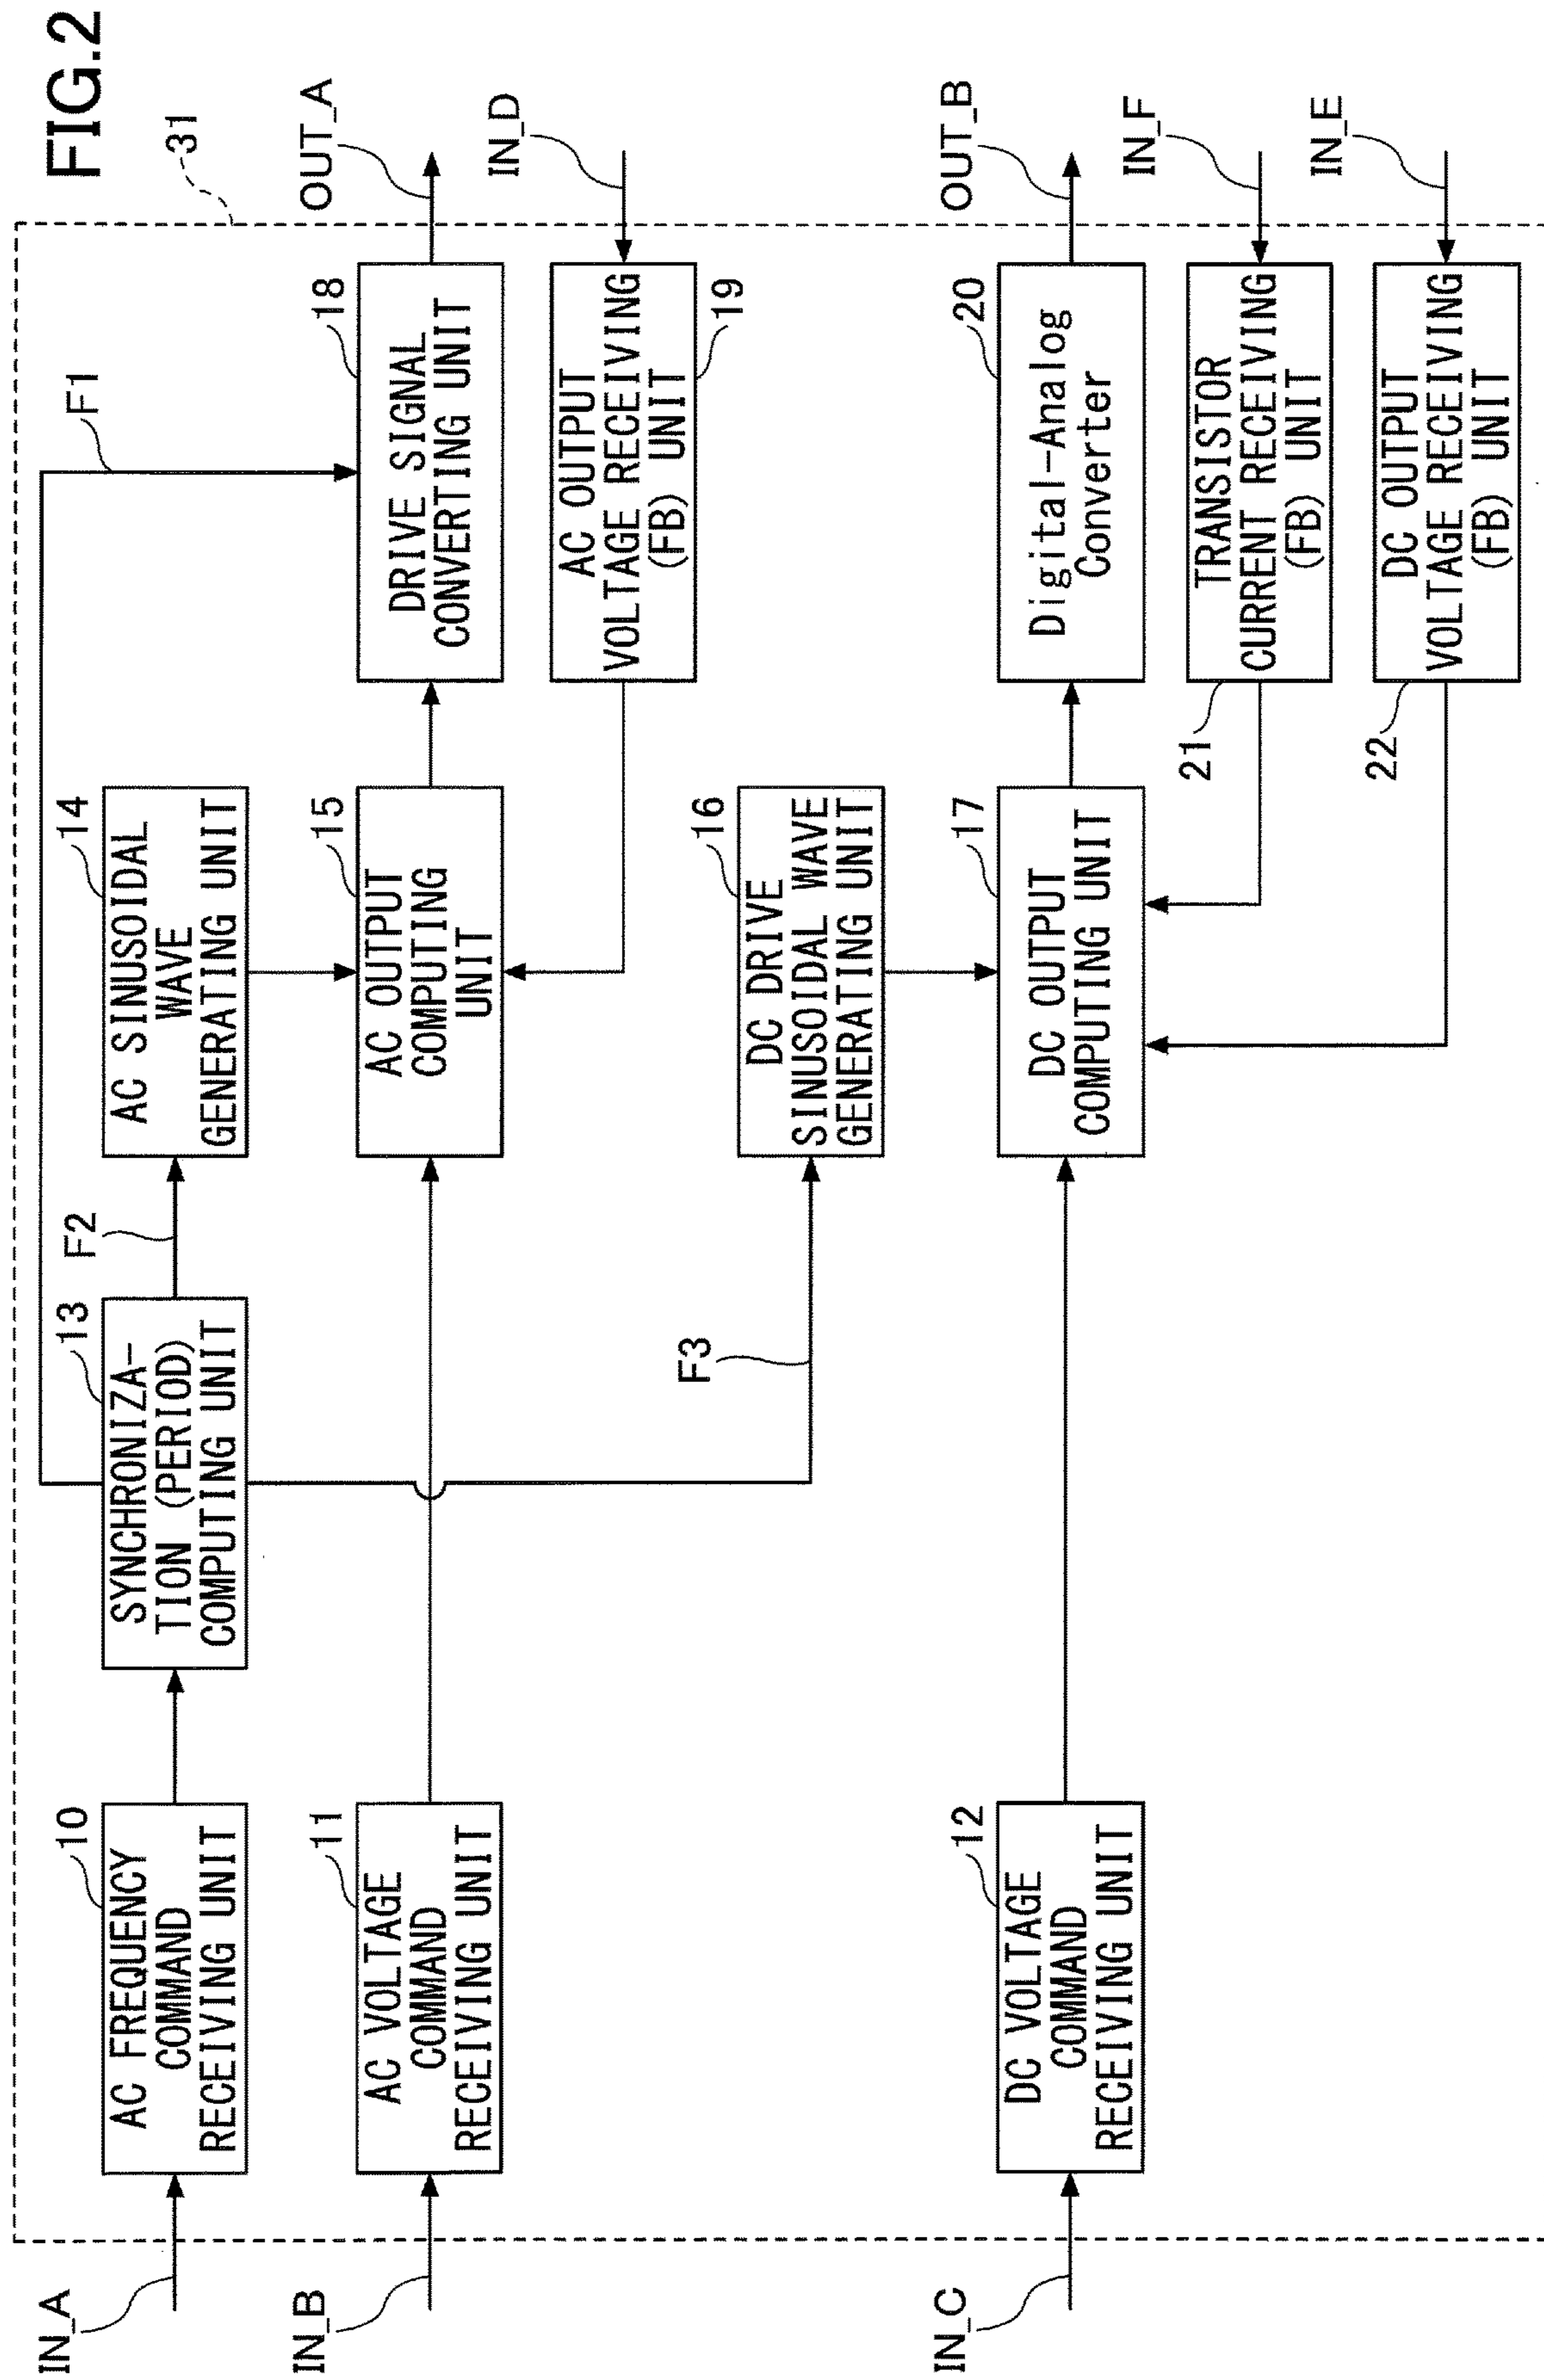 FIG.2
31
IN_A
10
AC FREQUENCY
COMMAND
RECEIVING UNIT
13
SYNCHRONIZA-
TION (PERIOD)
COMPUTING UNIT
F2
14
AC SINUSOIDAL
WAVE
GENERATING UNIT
F1
IN_B
11
AC VOLTAGE
COMMAND
RECEIVING UNIT
15
AC OUTPUT
COMPUTING
UNIT
18
DRIVE SIGNAL
CONVERTING UNIT
OUT_A
19
AC OUTPUT
VOLTAGE RECEIVING
(FB) UNIT
IN_D
F3
16
DC DRIVE
SINUSOIDAL WAVE
GENERATING UNIT
IN_C
12
DC VOLTAGE
COMMAND
RECEIVING UNIT
17
DC OUTPUT
COMPUTING UNIT
20
Digital-Analog
Converter
OUT_B
21
TRANSISTOR
CURRENT RECEIVING
(FB) UNIT
IN_F
22
DC OUTPUT
VOLTAGE RECEIVING
(FB) UNIT
IN_E